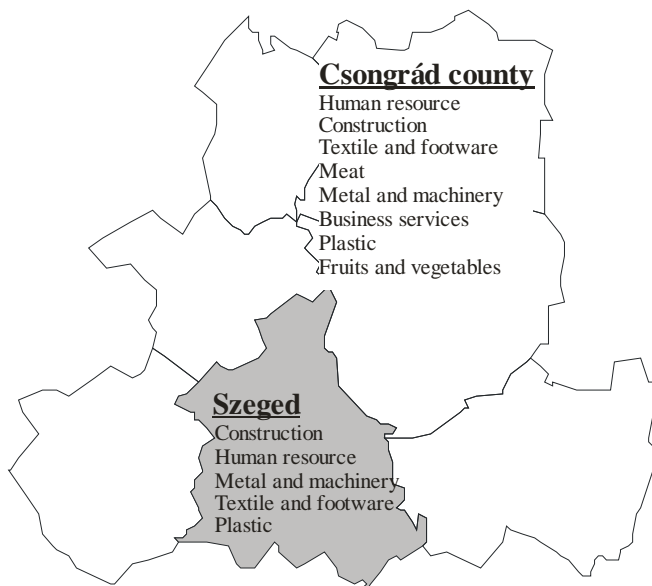 Csongrád county
Human resource
Construction
Textile and footware
Meat
Metal and machinery
Business services
Plastic
Fruits and vegetables
Szeged
Construction
Human resource
Metal and machinery
Textile and footware
Plastic